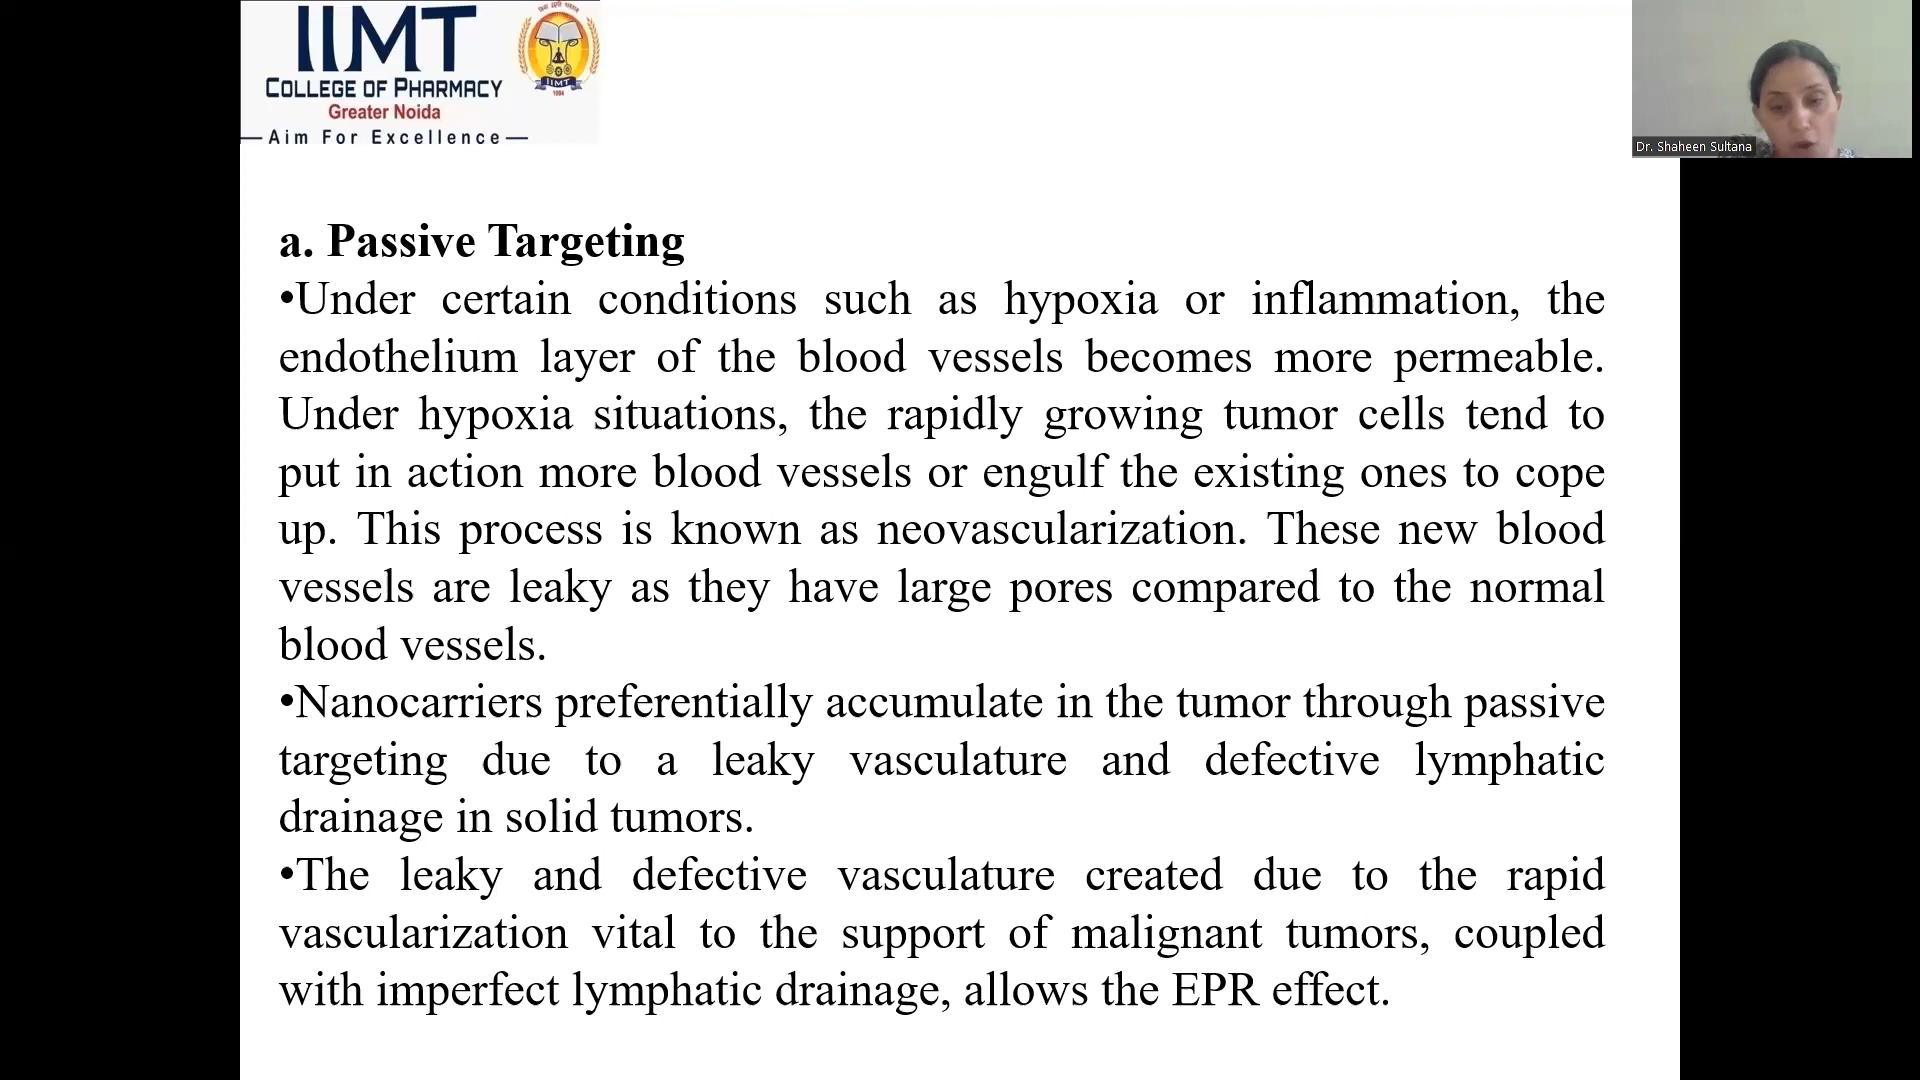 IIMT
COLLEGE OF PHARMACY
Greater Noida
Aim For Excellence
IIMT
Dr. Shaheen Sultana
a. Passive Targeting
•Under certain conditions such as hypoxia or inflammation, the
endothelium layer of the blood vessels becomes more permeable.
Under hypoxia situations, the rapidly growing tumor cells tend to
put in action more blood vessels or engulf the existing ones to cope
up. This process is known as neovascularization. These new blood
vessels are leaky as they have large pores compared to the normal
blood vessels.
•Nanocarriers preferentially accumulate in the tumor through passive
targeting due to a leaky vasculature and defective lymphatic
drainage in solid tumors.
•The leaky and defective vasculature created due to the rapid
vascularization vital to the support of malignant tumors, coupled
with imperfect lymphatic drainage, allows the EPR effect.